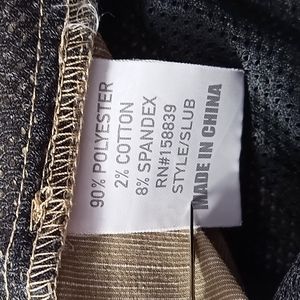 90% POLYESTER
2% COTTON
8% SPANDEX
RN#158839
STYLE/SLUB
MADE IN CHINA